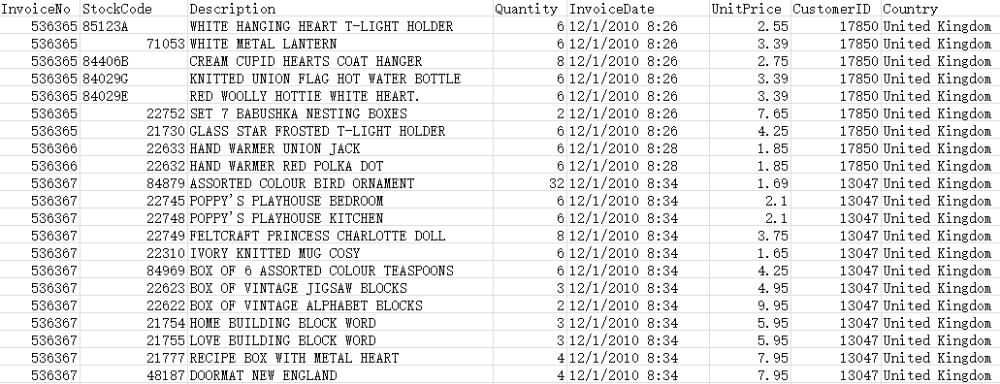 InvoiceNo StockCode Description Quantity InvoiceDate UnitPrice CustomerID Country
536365 85123A WHITE HANGING HEART T-LIGHT HOLDER 6 12/1/2010 8:26 2.55 17850 United Kingdom
536365 71053 WHITE METAL LANTERN 6 12/1/2010 8:26 3.39 17850 United Kingdom
536365 84406B CREAM CUPID HEARTS COAT HANGER 8 12/1/2010 8:26 2.75 17850 United Kingdom
536365 84029G KNITTED UNION FLAG HOT WATER BOTTLE 6 12/1/2010 8:26 3.39 17850 United Kingdom
536365 84029E RED WOOLLY HOTTIE WHITE HEART. 6 12/1/2010 8:26 3.39 17850 United Kingdom
536365 22752 SET 7 BABUSHKA NESTING BOXES 2 12/1/2010 8:26 7.65 17850 United Kingdom
536365 21730 GLASS STAR FROSTED T-LIGHT HOLDER 6 12/1/2010 8:26 4.25 17850 United Kingdom
536366 22633 HAND WARMER UNION JACK 6 12/1/2010 8:28 1.85 17850 United Kingdom
536366 22632 HAND WARMER RED POLKA DOT 6 12/1/2010 8:28 1.85 17850 United Kingdom
536367 84879 ASSORTED COLOUR BIRD ORNAMENT 32 12/1/2010 8:34 1.69 13047 United Kingdom
536367 22745 POPPY'S PLAYHOUSE BEDROOM 6 12/1/2010 8:34 2.1 13047 United Kingdom
536367 22748 POPPY'S PLAYHOUSE KITCHEN 6 12/1/2010 8:34 2.1 13047 United Kingdom
536367 22749 FELTCRAFT PRINCESS CHARLOTTE DOLL 8 12/1/2010 8:34 3.75 13047 United Kingdom
536367 22310 IVORY KNITTED MUG COSY 6 12/1/2010 8:34 1.65 13047 United Kingdom
536367 84969 BOX OF 6 ASSORTED COLOUR TEASPOONS 6 12/1/2010 8:34 4.25 13047 United Kingdom
536367 22623 BOX OF VINTAGE JIGSAW BLOCKS 3 12/1/2010 8:34 4.95 13047 United Kingdom
536367 22622 BOX OF VINTAGE ALPHABET BLOCKS 2 12/1/2010 8:34 9.95 13047 United Kingdom
536367 21754 HOME BUILDING BLOCK WORD 3 12/1/2010 8:34 5.95 13047 United Kingdom
536367 21755 LOVE BUILDING BLOCK WORD 3 12/1/2010 8:34 5.95 13047 United Kingdom
536367 21777 RECIPE BOX WITH METAL HEART 4 12/1/2010 8:34 7.95 13047 United Kingdom
536367 48187 DOORMAT NEW ENGLAND 4 12/1/2010 8:34 7.95 13047 United Kingdom